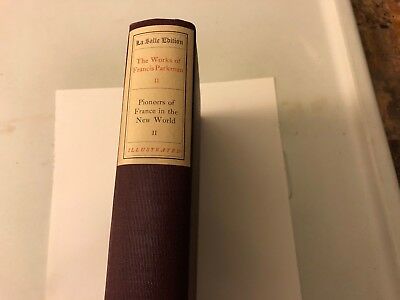 La Salle Edition
The Works of
Francis Parkman
II
Pioneers of
France in the
New World
II
ILLUSTRATED